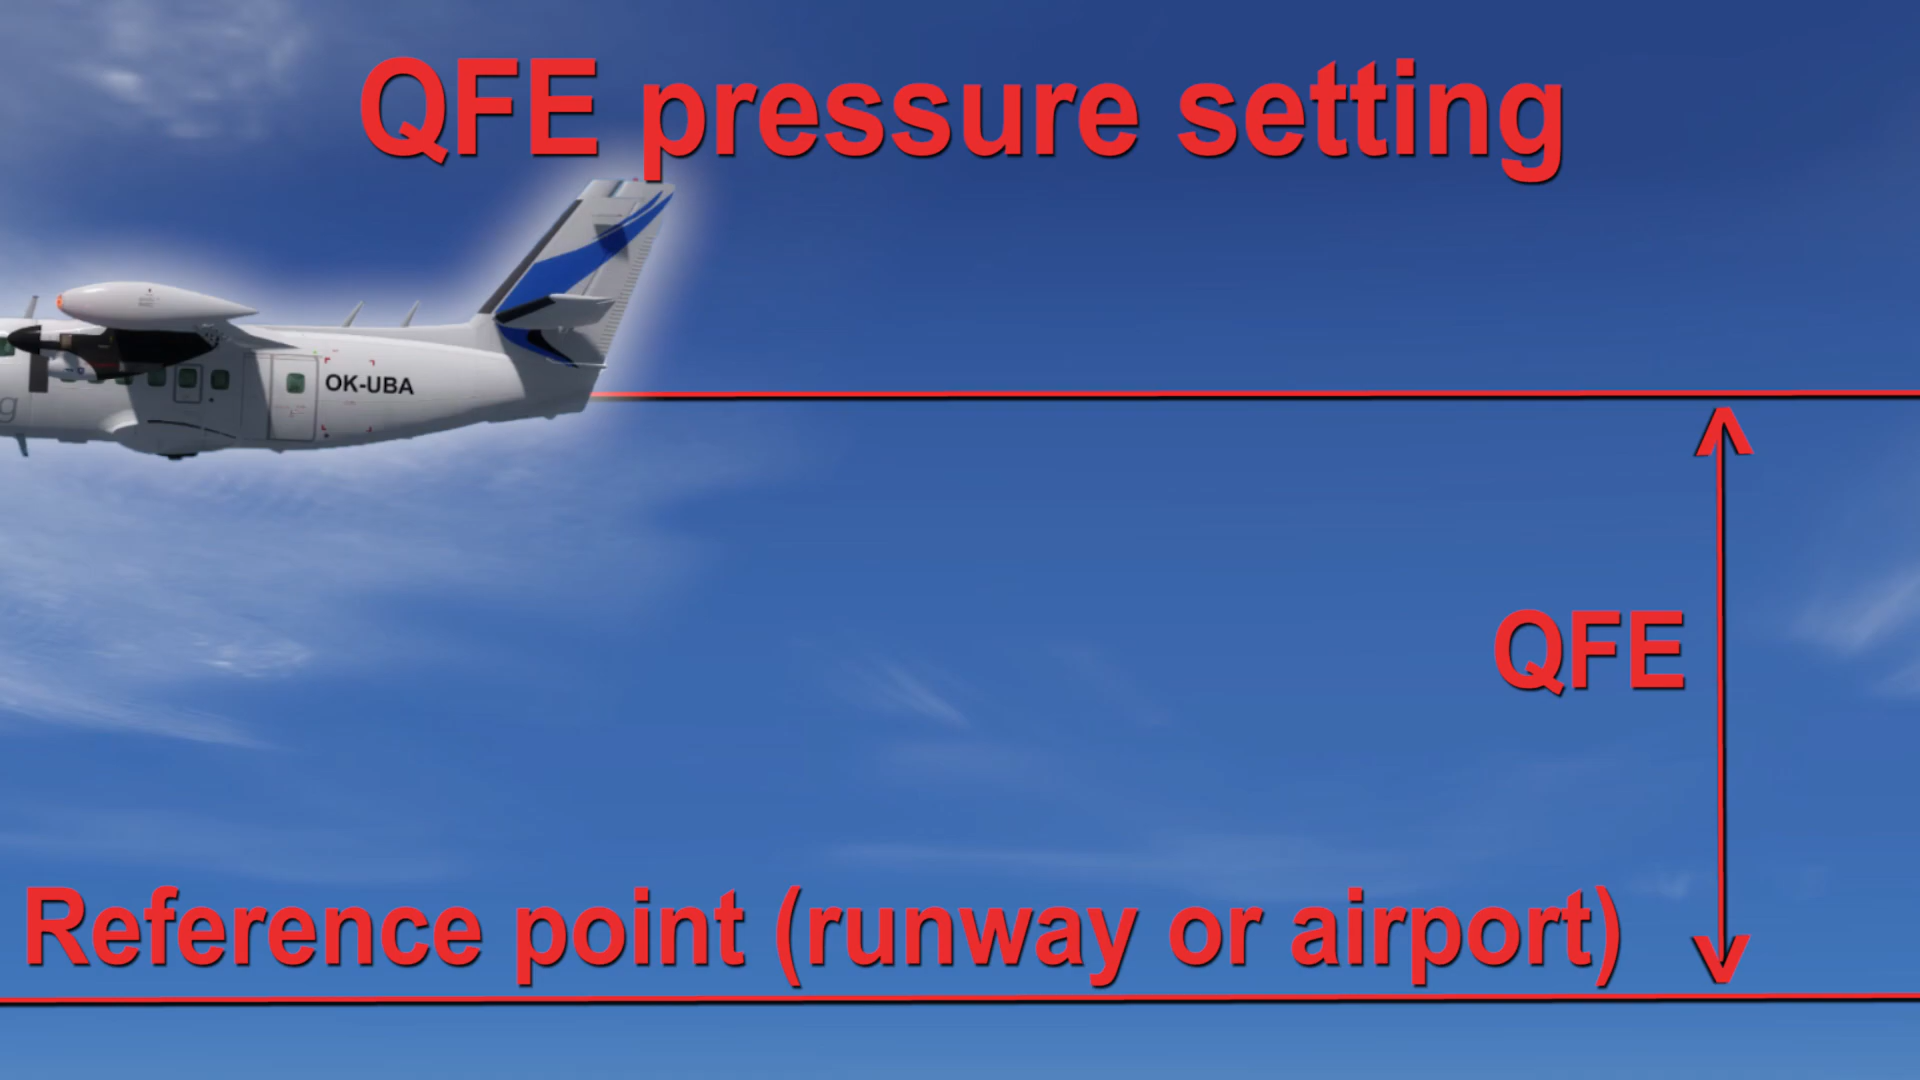 QFE pressure setting
OK-UBA
g
QFE
Reference point (runway or airport)